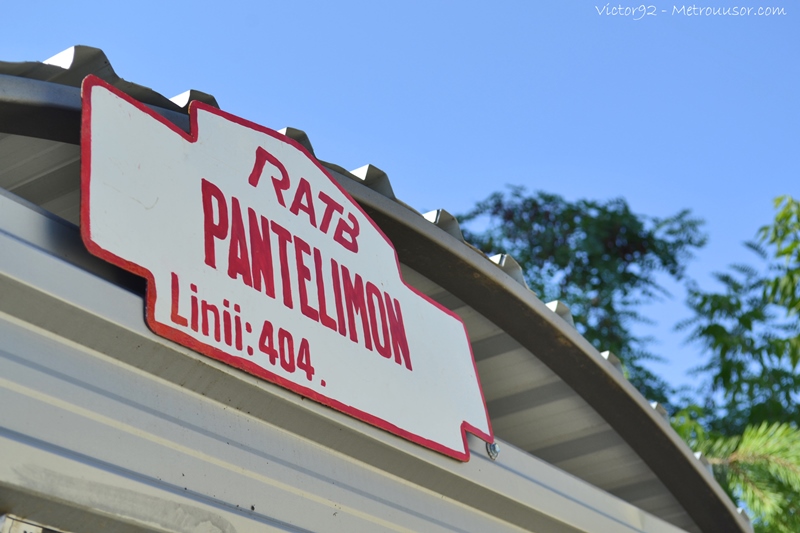 Victor92 - Metrouusor.com
RATB
PANTELIMON
Linii: 404.